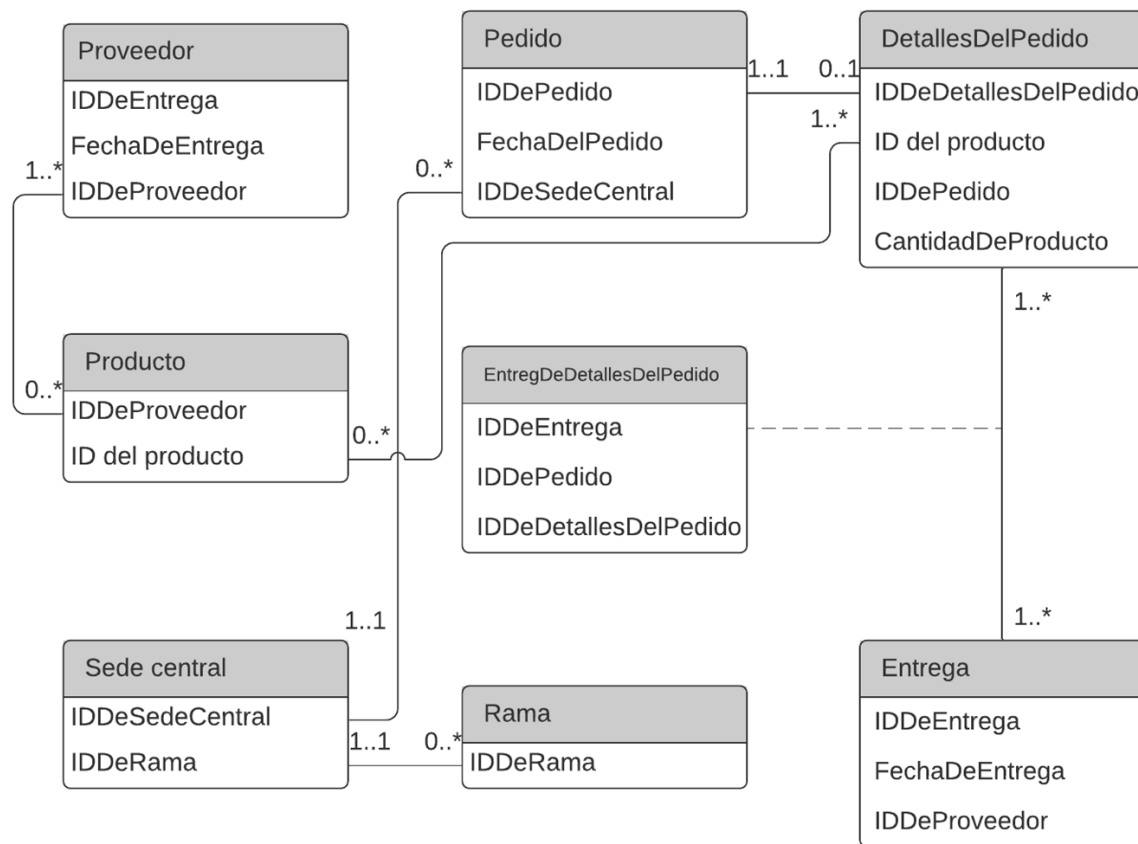 Proveedor
IDDeEntrega
FechaDeEntrega
IDDeProveedor
1..*
0..*
Producto
IDDeProveedor
ID del producto
0..*
Pedido
IDDePedido
FechaDelPedido
IDDeSedeCentral
0..*
1..1
0..1
1..*
DetallesDelPedido
IDDeDetallesDelPedido
ID del producto
IDDePedido
CantidadDeProducto
1..*
EntregDeDetallesDelPedido
IDDeEntrega
IDDePedido
IDDeDetallesDelPedido
1..1
Sede central
IDDeSedeCentral
IDDeRama
1..1
0..*
Rama
IDDeRama
1..*
Entrega
IDDeEntrega
FechaDeEntrega
IDDeProveedor